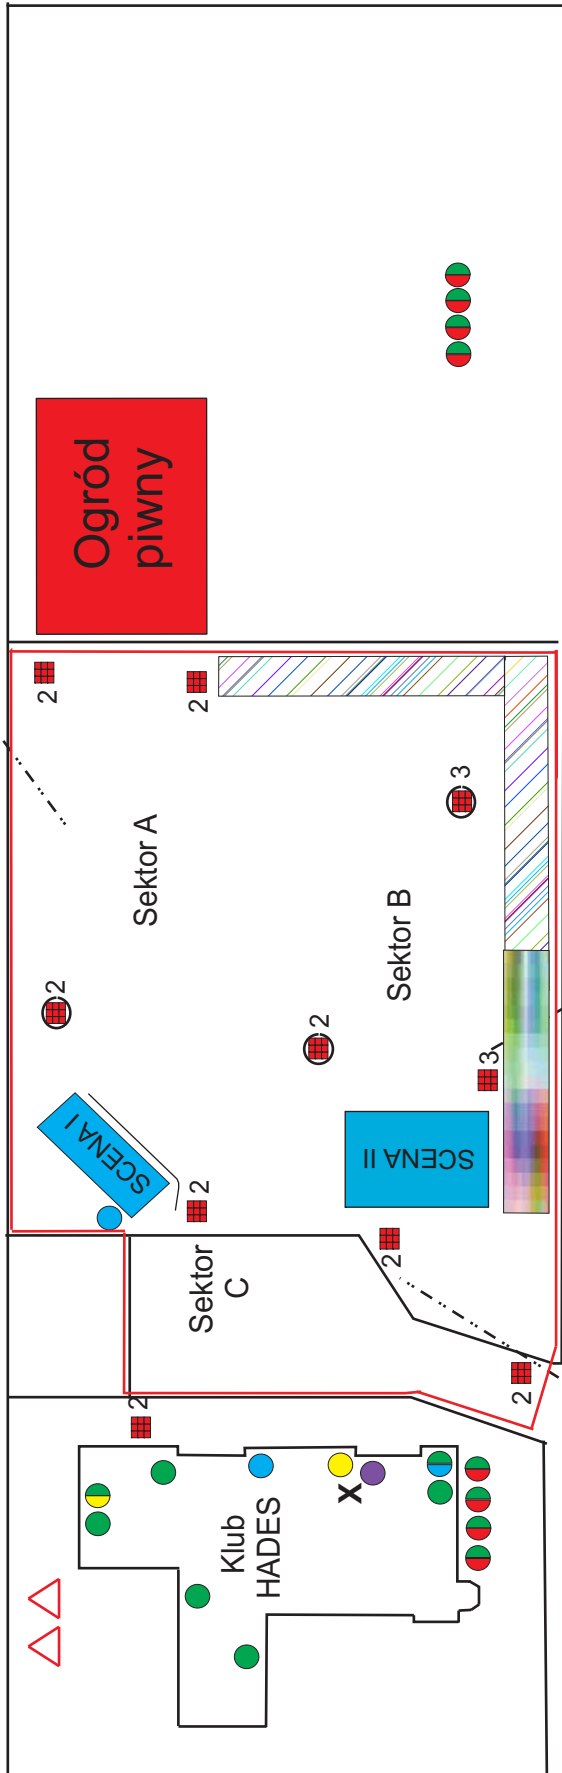 Ogród
piwny
2
2
3
Sektor A
Sektor B
2
2
3
SCENA I
SCENA II
2
2
Sektor
C
2
2
X
Klub
HADES